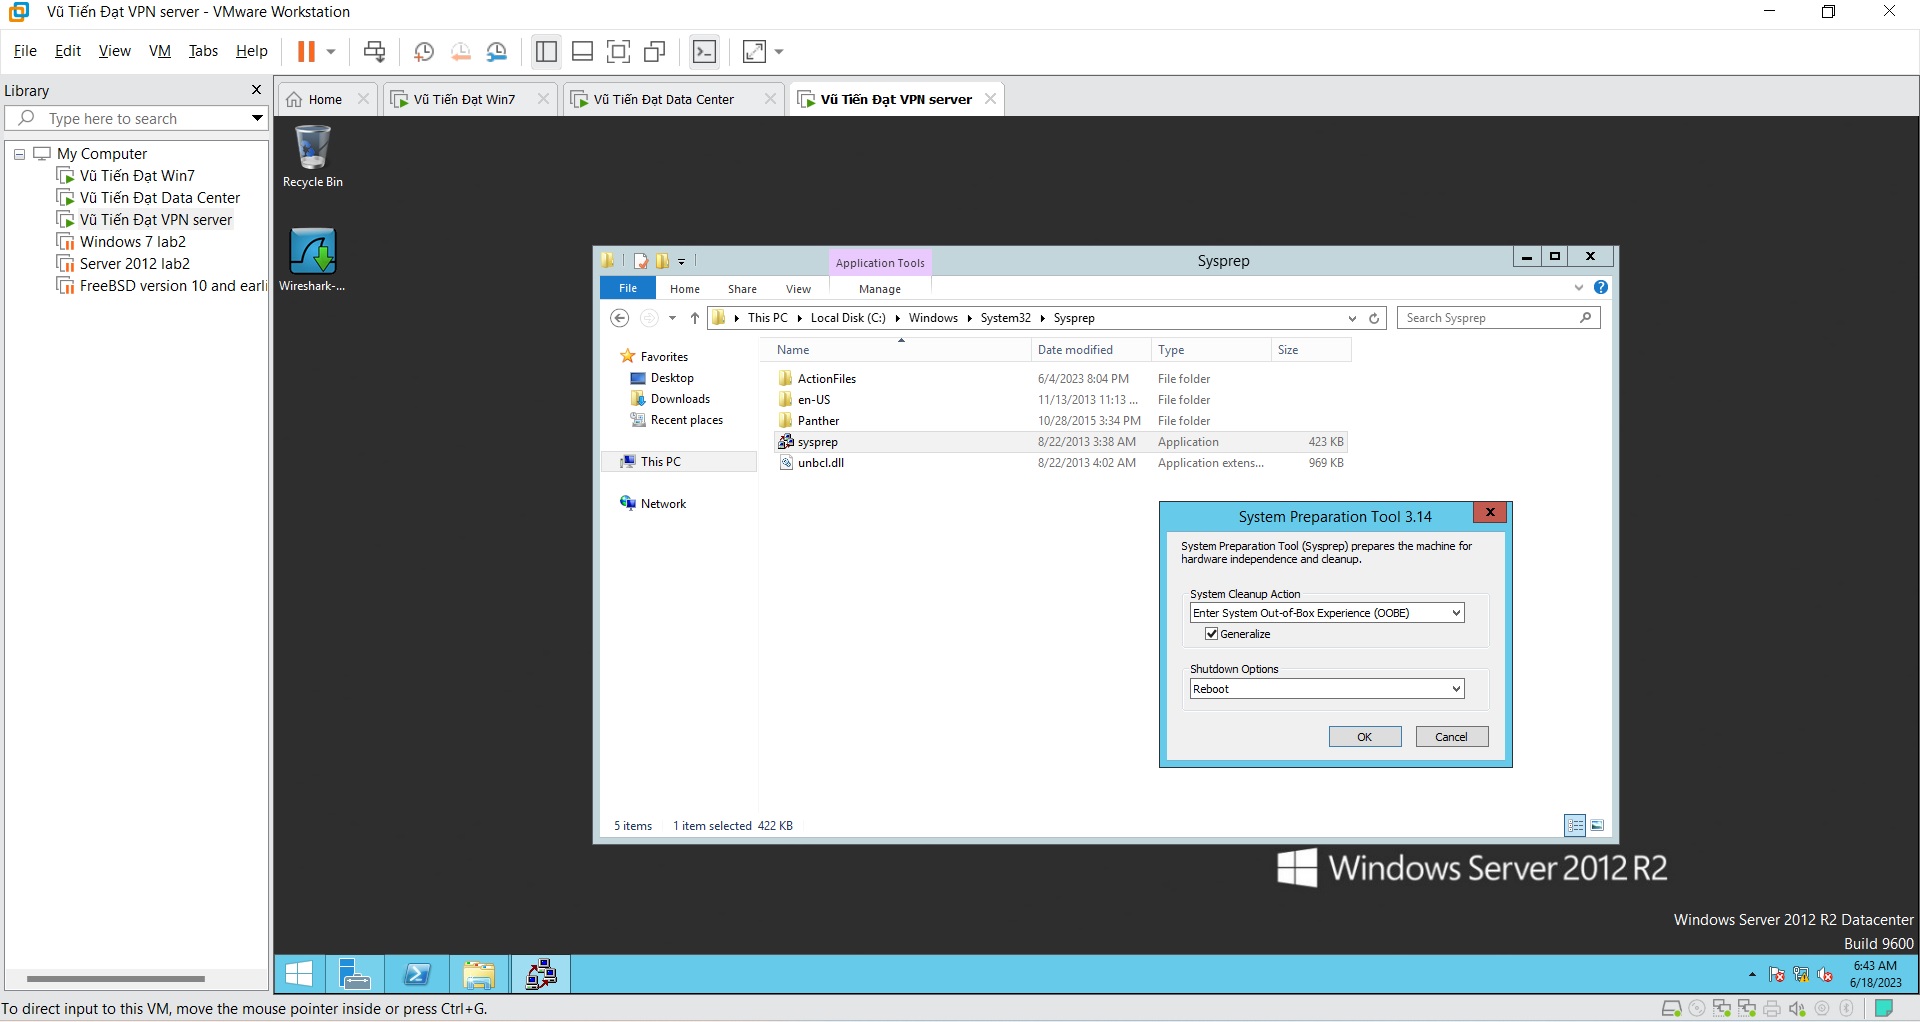 Vũ Tiến Đạt VPN server - VMware Workstation
File Edit View VM Tabs Help
Library
Home
Vũ Tiến Đạt Win7
Vũ Tiến Đạt Data Center
Vũ Tiến Đạt VPN server
Type here to search
My Computer
Vũ Tiến Đạt Win7
Vũ Tiến Đạt Data Center
Vũ Tiến Đạt VPN server
Windows 7 lab2
Server 2012 lab2
FreeBSD version 10 and earli
Recycle Bin
Wireshark-...
Application Tools
Sysprep
File Home Share View Manage
This PC Local Disk (C:) Windows System32 Sysprep
Search Sysprep
Favorites
Desktop
Downloads
Recent places
This PC
Network
Name Date modified Type Size
ActionFiles 6/4/2023 8:04 PM File folder
en-US 11/13/2013 11:13 ... File folder
Panther 10/28/2015 3:34 PM File folder
sysprep 8/22/2013 3:38 AM Application 423 KB
unbcl.dll 8/22/2013 4:02 AM Application extens... 969 KB
System Preparation Tool 3.14
System Preparation Tool (Sysprep) prepares the machine for
hardware independence and cleanup.
System Cleanup Action
Enter System Out-of-Box Experience (OOBE)
Generalize
Shutdown Options
Reboot
OK Cancel
5 items 1 item selected 422 KB
Windows Server 2012 R2
Windows Server 2012 R2 Datacenter
Build 9600
6:43 AM
6/18/2023
To direct input to this VM, move the mouse pointer inside or press Ctrl+G.